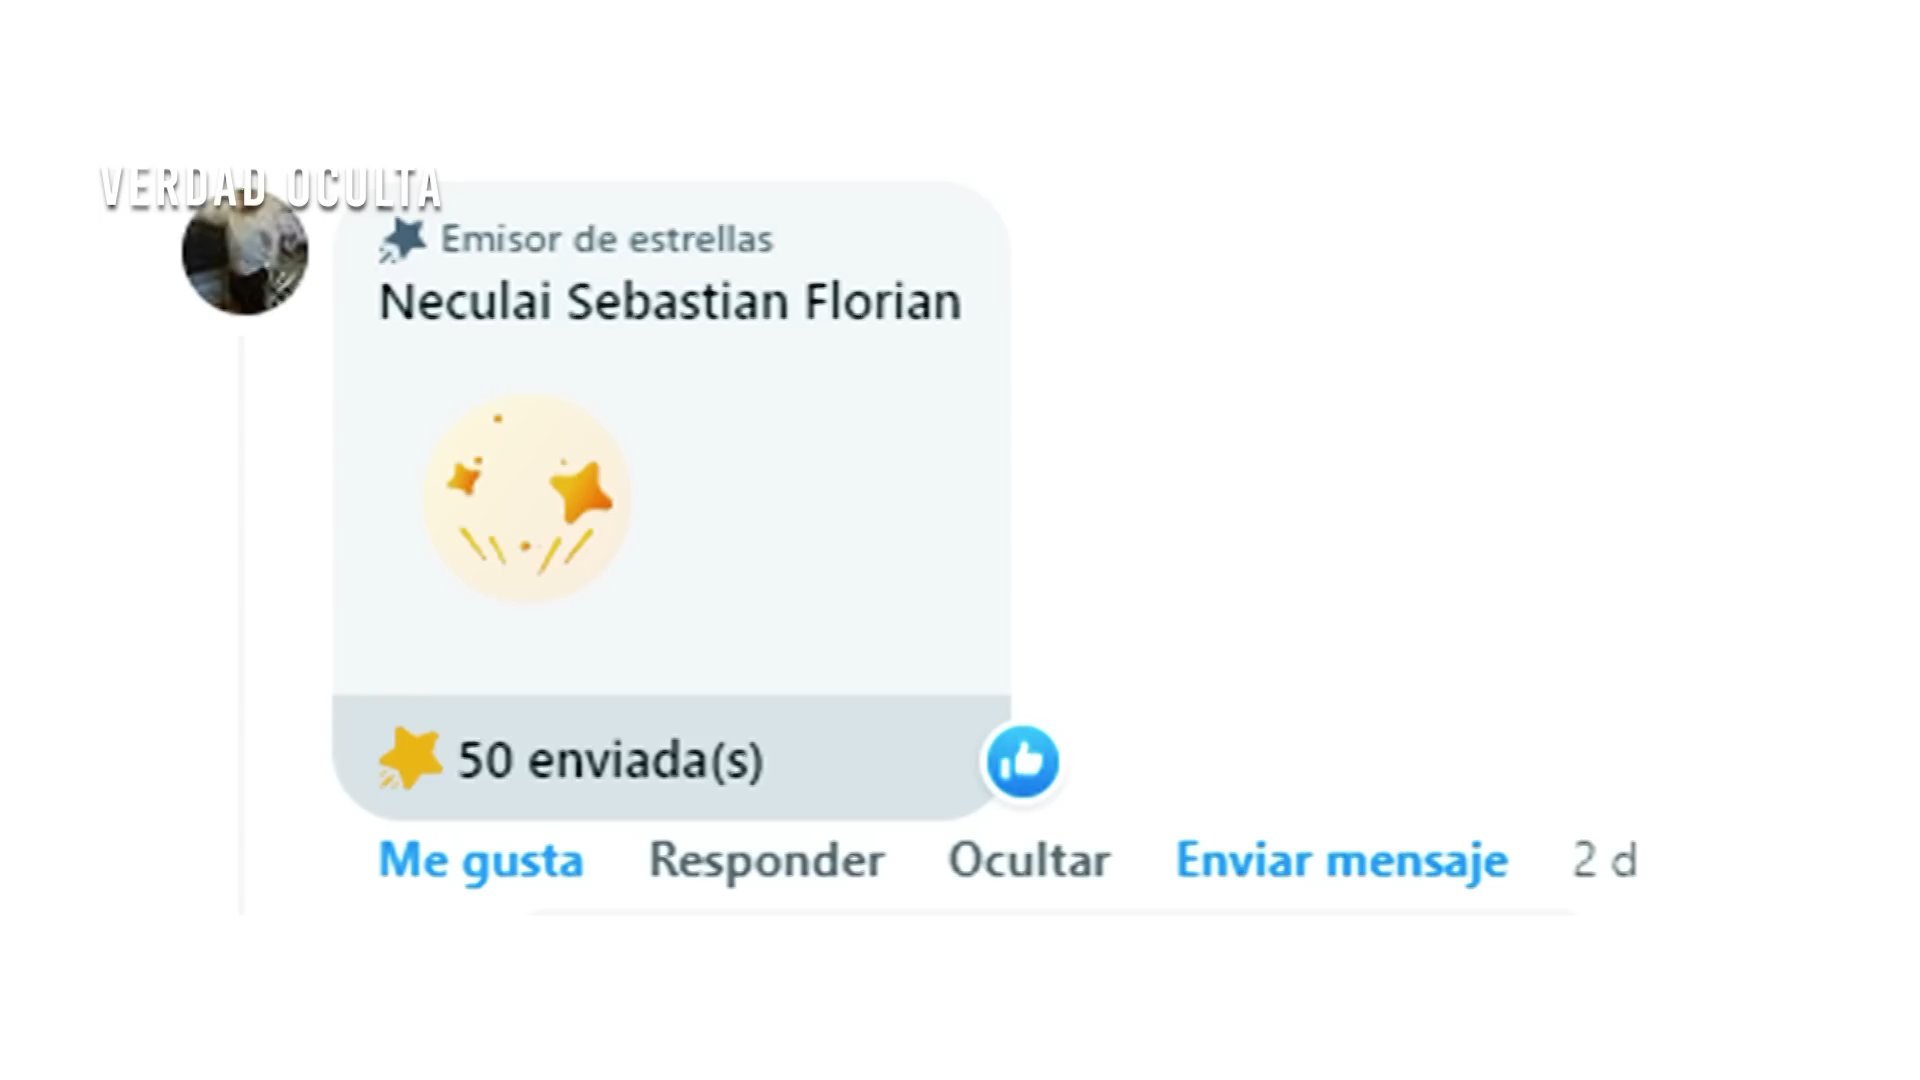 VERDAD OCULTA
Emisor de estrellas
Neculai Sebastian Florian
50 enviada(s)
Me gusta Responder Ocultar Enviar mensaje 2 d